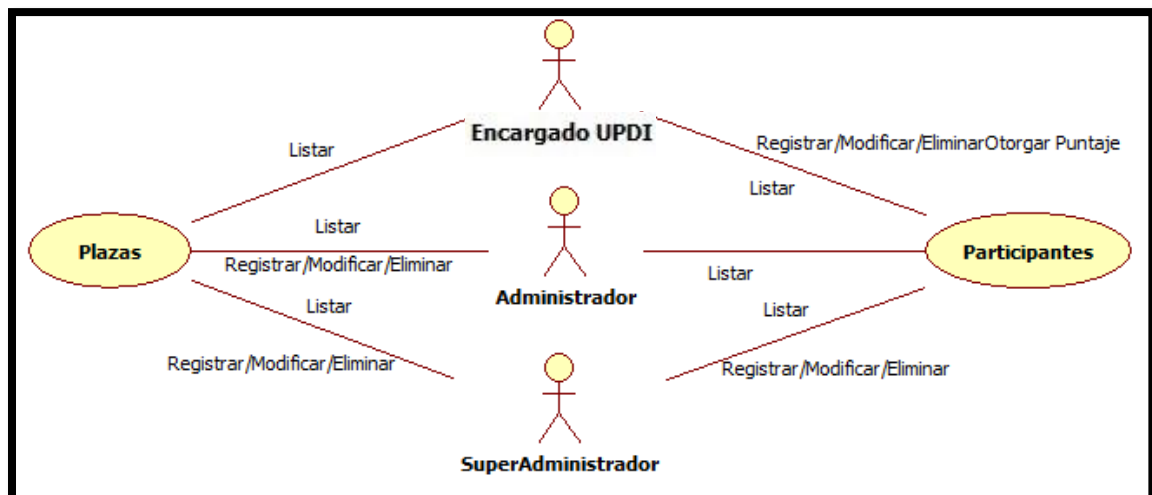 Encargado UPDI
Registrar/Modificar/EliminarOtorgar Puntaje
Listar
Listar
Listar
Plazas
Participantes
Registrar/Modificar/Eliminar
Listar
Administrador
Listar
Listar
Registrar/Modificar/Eliminar
Registrar/Modificar/Eliminar
SuperAdministrador